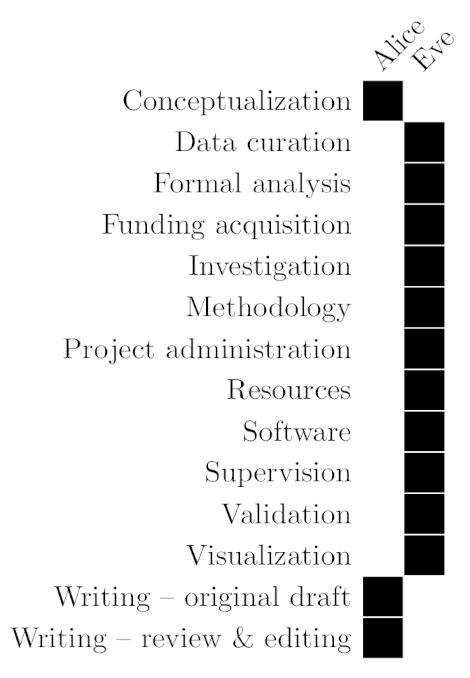 Alice
Eve
Conceptualization
Data curation
Formal analysis
Funding acquisition
Investigation
Methodology
Project administration
Resources
Software
Supervision
Validation
Visualization
Writing – original draft
Writing – review & editing